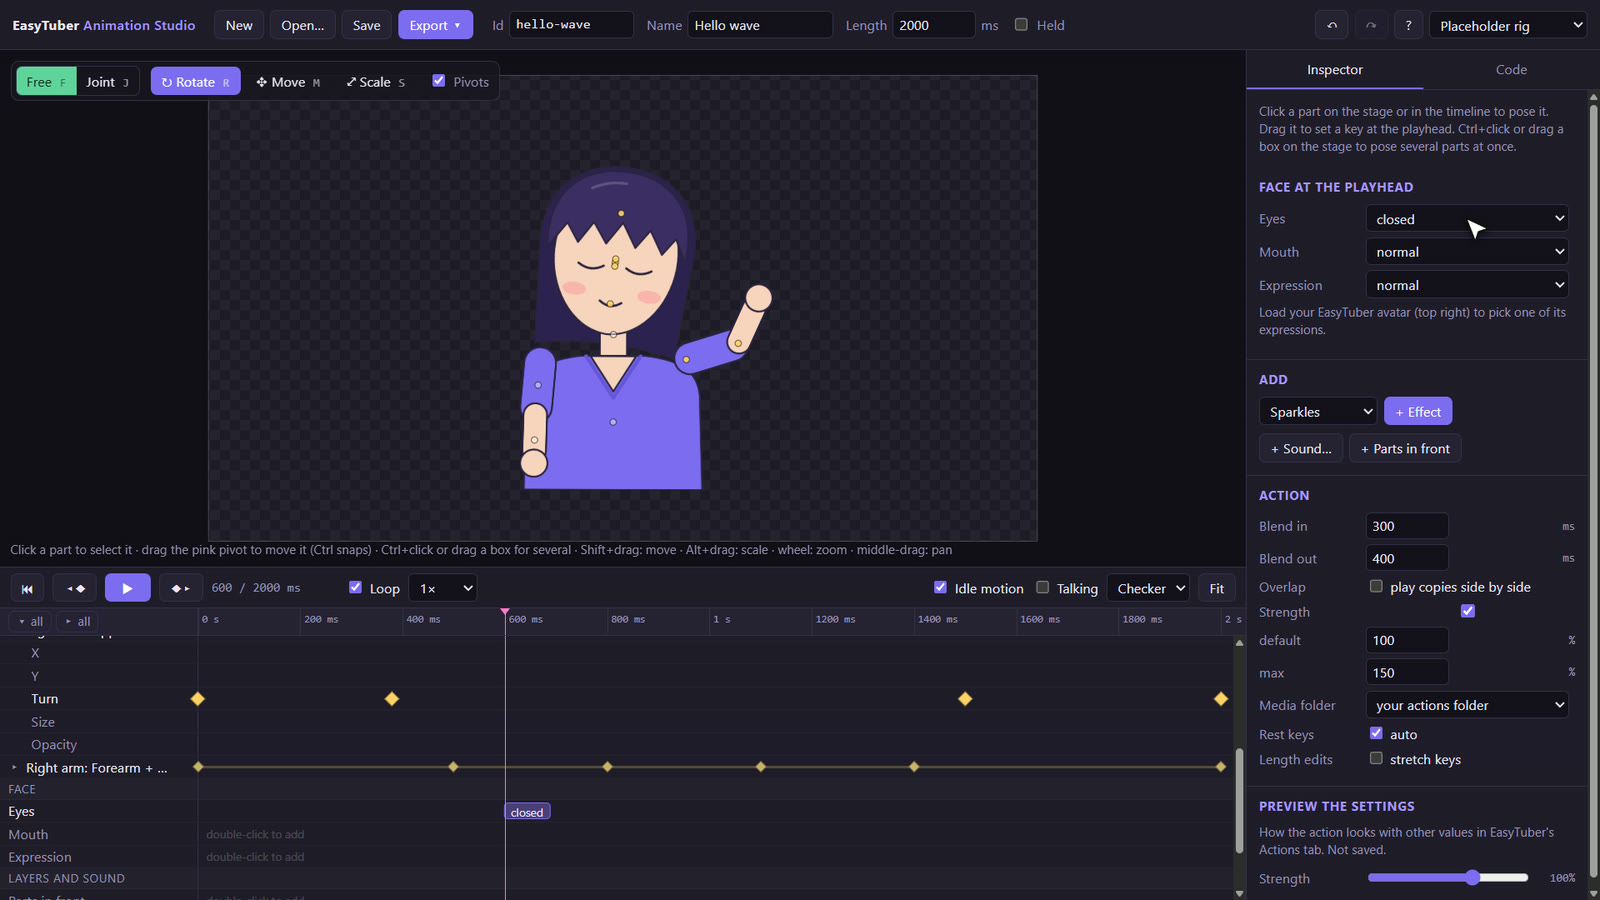 EasyTuber Animation Studio New Open... Save Export ▾ Id hello-wave Name Hello wave Length 2000 ms Held ? Placeholder rig
Free F Joint J Rotate R Move M Scale S Pivots
Inspector Code
Click a part on the stage or in the timeline to pose it.
Drag it to set a key at the playhead. Ctrl+click or drag a
box on the stage to pose several parts at once.
FACE AT THE PLAYHEAD
Eyes closed
Mouth normal
Expression normal
Load your EasyTuber avatar (top right) to pick one of its
expressions.
ADD
Sparkles + Effect
+ Sound... + Parts in front
ACTION
Blend in 300 ms
Blend out 400 ms
Overlap play copies side by side
Strength
default 100 %
max 150 %
Media folder your actions folder
Rest keys auto
Length edits stretch keys
PREVIEW THE SETTINGS
How the action looks with other values in EasyTuber's
Actions tab. Not saved.
Strength 100%
Click a part to select it · drag the pink pivot to move it (Ctrl snaps) · Ctrl+click or drag a box for several · Shift+drag: move · Alt+drag: scale · wheel: zoom · middle-drag: pan
600 / 2000 ms Loop 1× Idle motion Talking Checker Fit
▾ all ▸ all 0 s 200 ms 400 ms 600 ms 800 ms 1 s 1200 ms 1400 ms 1600 ms 1800 ms 2 s
X
Y
Turn
Size
Opacity
Right arm: Forearm + ...
FACE
Eyes closed
Mouth double-click to add
Expression double-click to add
LAYERS AND SOUND